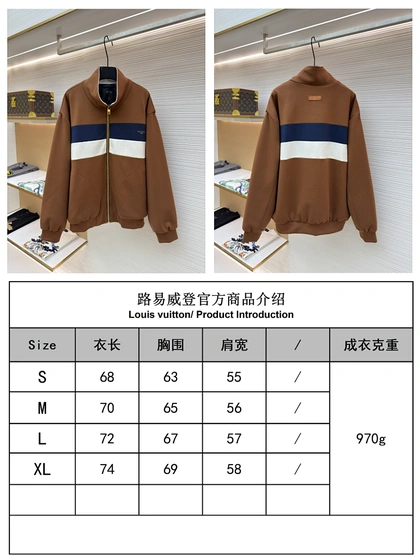 路易威登官方商品介绍
Louis vuitton/ Product Introduction
Size 衣长 胸围 肩宽 / 成衣克重
S 68 63 55 /
M 70 65 56 /
L 72 67 57 /
XL 74 69 58 /
970g